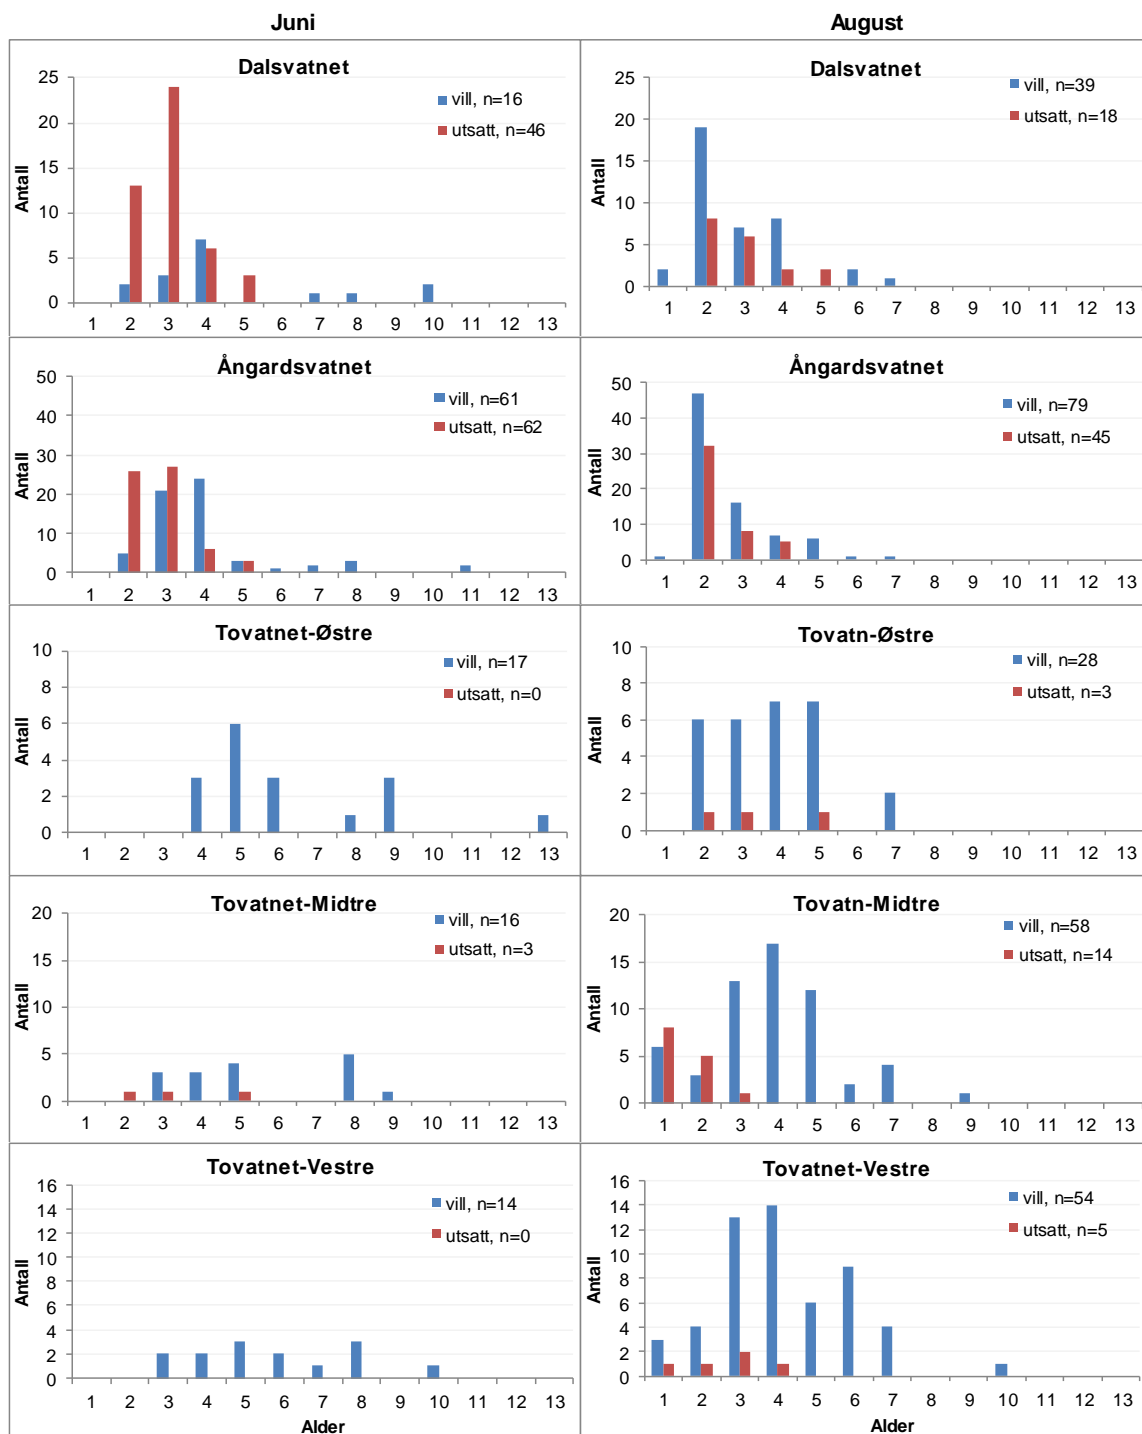 Juni
August
Dalsvatnet
25
20
15
10
5
0
Antall
vill, n=16
utsatt, n=46
1 2 3 4 5 6 7 8 9 10 11 12 13
Dalsvatnet
25
20
15
10
5
0
Antall
vill, n=39
utsatt, n=18
1 2 3 4 5 6 7 8 9 10 11 12 13
Ångardsvatnet
50
40
30
20
10
0
Antall
vill, n=61
utsatt, n=62
1 2 3 4 5 6 7 8 9 10 11 12 13
Ångardsvatnet
50
40
30
20
10
0
Antall
vill, n=79
utsatt, n=45
1 2 3 4 5 6 7 8 9 10 11 12 13
Tovatnet-Østre
10
8
6
4
2
0
Antall
vill, n=17
utsatt, n=0
1 2 3 4 5 6 7 8 9 10 11 12 13
Tovatn-Østre
10
8
6
4
2
0
Antall
vill, n=28
utsatt, n=3
1 2 3 4 5 6 7 8 9 10 11 12 13
Tovatnet-Midtre
20
15
10
5
0
Antall
vill, n=16
utsatt, n=3
1 2 3 4 5 6 7 8 9 10 11 12 13
Tovatn-Midtre
20
15
10
5
0
Antall
vill, n=58
utsatt, n=14
1 2 3 4 5 6 7 8 9 10 11 12 13
Tovatnet-Vestre
16
14
12
10
8
6
4
2
0
Antall
vill, n=14
utsatt, n=0
1 2 3 4 5 6 7 8 9 10 11 12 13
Alder
Tovatnet-Vestre
16
14
12
10
8
6
4
2
0
Antall
vill, n=54
utsatt, n=5
1 2 3 4 5 6 7 8 9 10 11 12 13
Alder